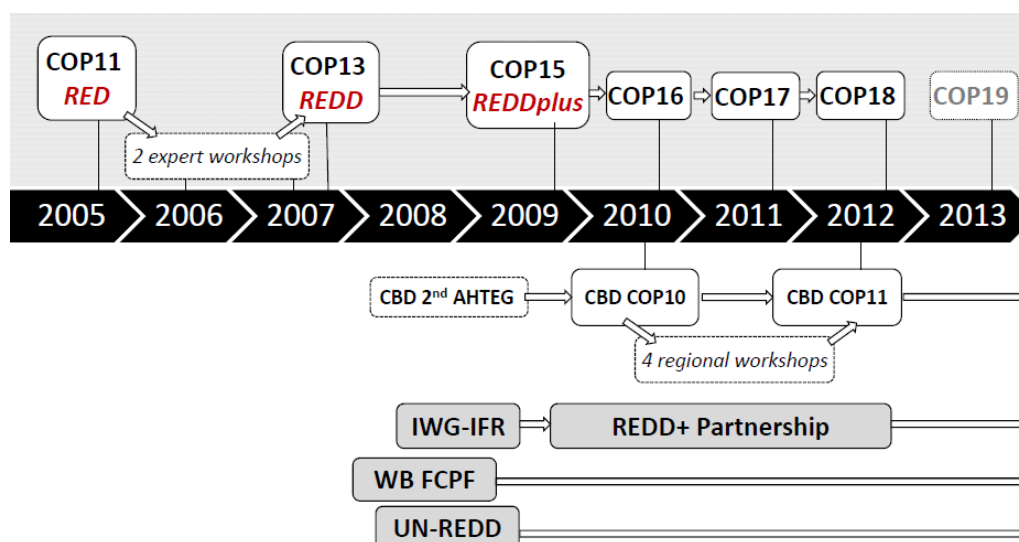 COP11
RED
COP13
REDD
COP15
REDDplus
COP16
COP17
COP18
COP19
2 expert workshops
2005 2006 2007 2008 2009 2010 2011 2012 2013
CBD 2nd AHTEG
CBD COP10
CBD COP11
4 regional workshops
IWG-IFR
REDD+ Partnership
WB FCPF
UN-REDD